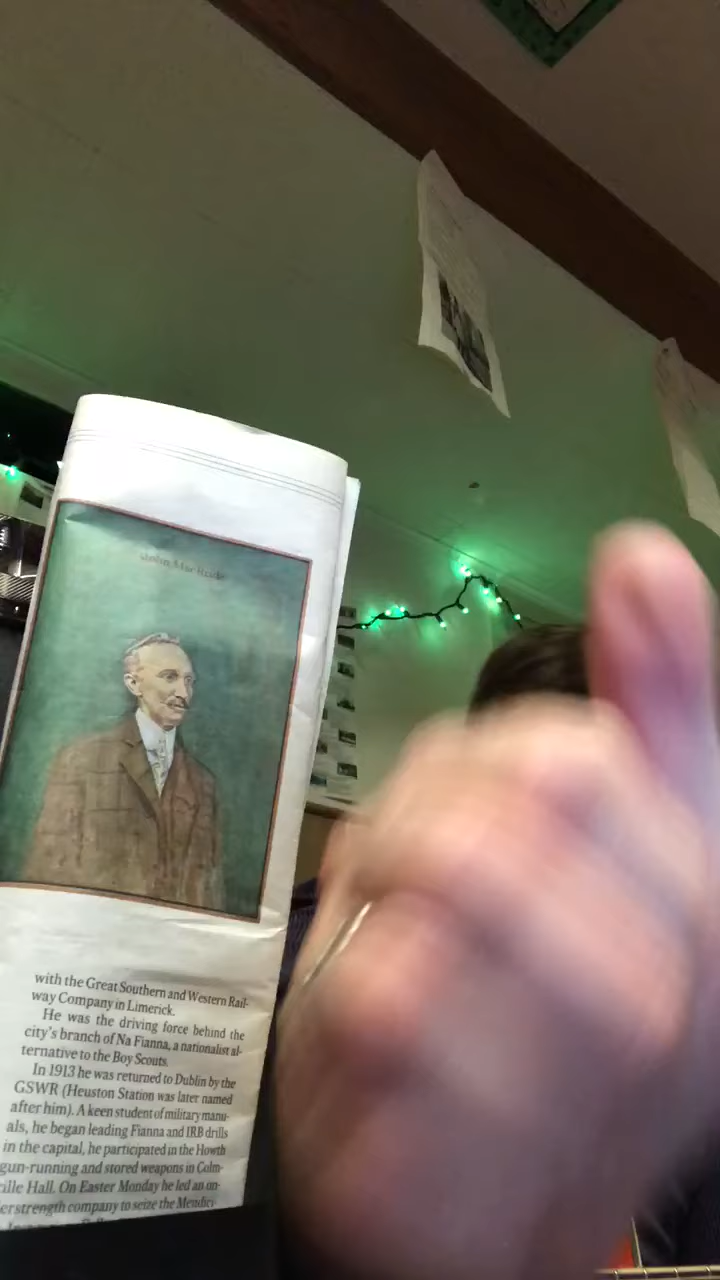 John MacBride
with the Great Southern and Western Rail-
way Company in Limerick.
He was the driving force behind the
city's branch of Na Fianna, a nationalist al-
ternative to the Boy Scouts.
In 1913 he was returned to Dublin by the
GSWR (Heuston Station was later named
after him). A keen student of military manu-
als, he began leading Fianna and IRB drills
in the capital, he participated in the Howth
gun-running and stored weapons in Colm-
cille Hall. On Easter Monday he led an un-
derstrength company to seize the Mendici-